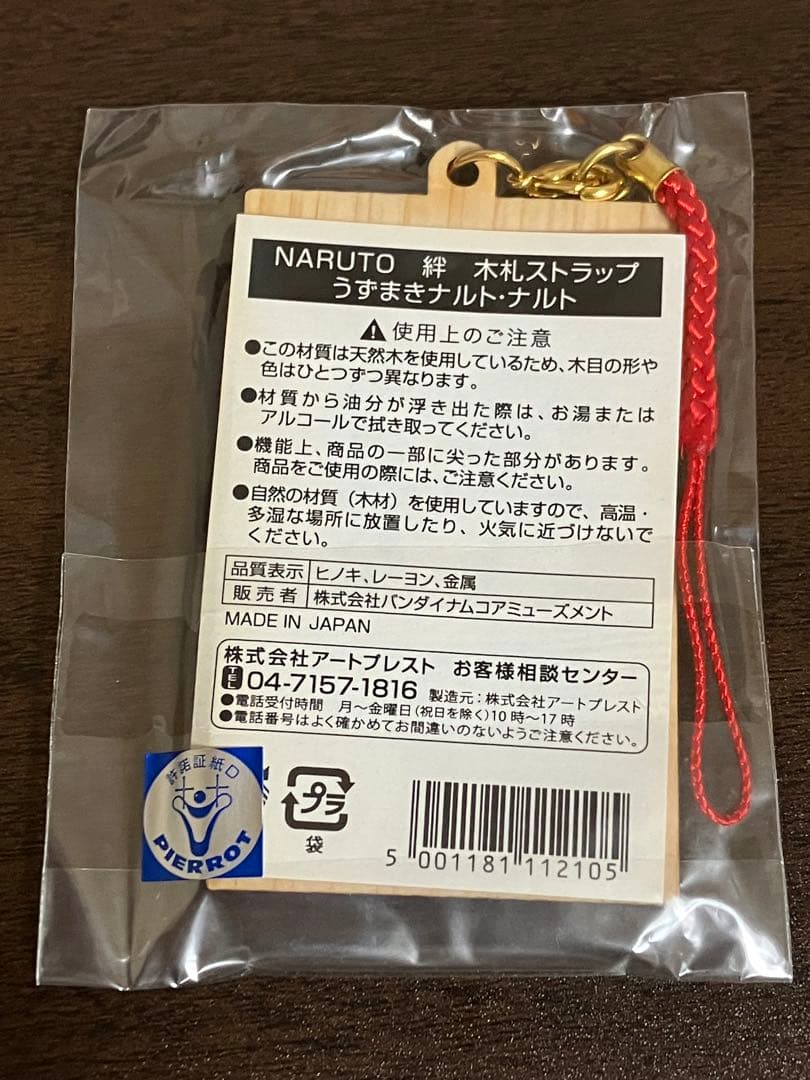 NARUTO 絆 木札ストラップ
うずまきナルト・ナルト
使用上のご注意
●この材質は天然木を使用しているため、木目の形や
色はひとつずつ異なります。
●材質から油分が浮き出た際は、お湯または
アルコールで拭き取ってください。
●機能上、商品の一部に尖った部分があります。
商品をご使用の際には、ご注意ください。
●自然の材質（木材）を使用していますので、高温・
多湿な場所に放置したり、火気に近づけないで
ください。
品質表示 ヒノキ、レーヨン、金属
販売者 株式会社バンダイナムコアミューズメント
MADE IN JAPAN
株式会社アートプレスト お客様相談センター
TEL 04-7157-1816 製造元：株式会社アートプレスト
●電話受付時間 月〜金曜日（祝日を除く）10時〜17時
●電話番号はよく確かめてお間違いのないようご注意ください。
許諾証紙D
PIERROT
プラ
袋
5 001181 112105